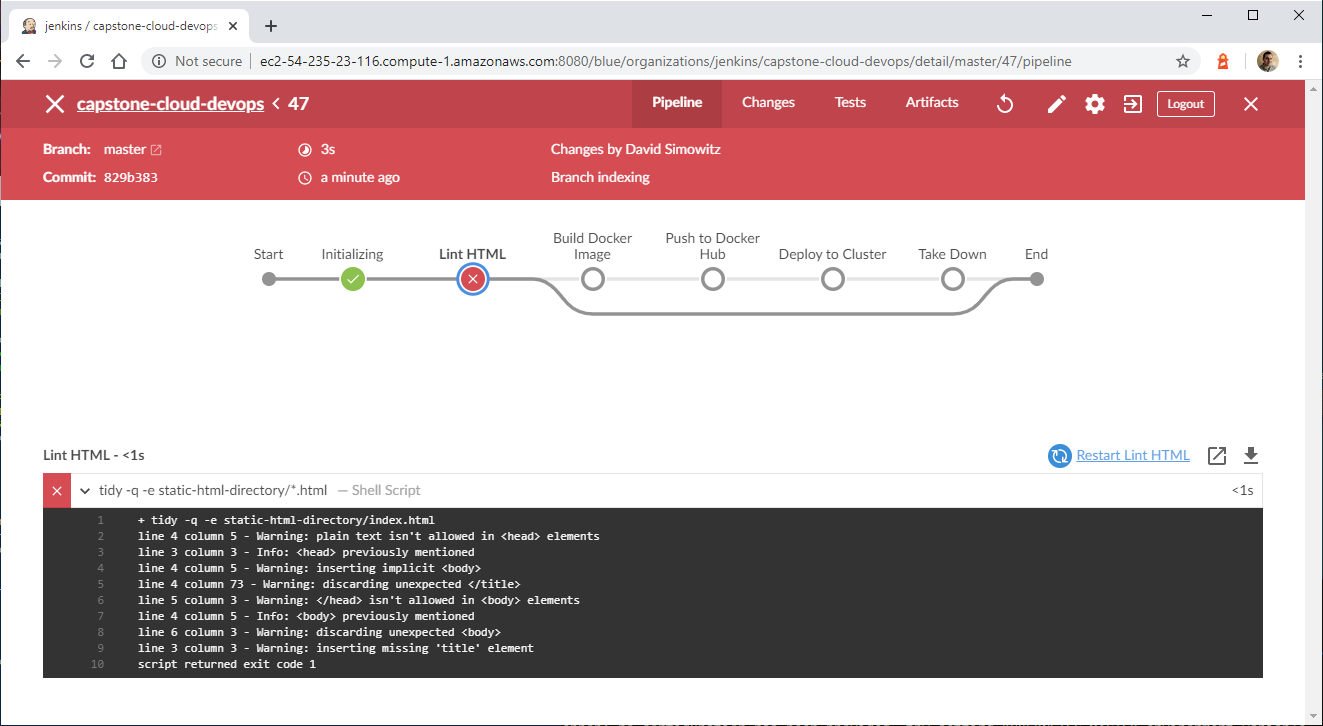 jenkins / capstone-cloud-devops
Not secure ec2-54-235-23-116.compute-1.amazonaws.com:8080/blue/organizations/jenkins/capstone-cloud-devops/detail/master/47/pipeline
capstone-cloud-devops < 47 Pipeline Changes Tests Artifacts Logout
Branch: master 3s Changes by David Simowitz
Commit: 829b383 a minute ago Branch indexing
Start Initializing Lint HTML Build Docker Image Push to Docker Hub Deploy to Cluster Take Down End
Lint HTML - <1s Restart Lint HTML
tidy -q -e static-html-directory/*.html — Shell Script <1s
1 + tidy -q -e static-html-directory/index.html
2 line 4 column 5 - Warning: plain text isn't allowed in <head> elements
3 line 3 column 3 - Info: <head> previously mentioned
4 line 4 column 5 - Warning: inserting implicit <body>
5 line 4 column 73 - Warning: discarding unexpected </title>
6 line 5 column 3 - Warning: </head> isn't allowed in <body> elements
7 line 4 column 5 - Info: <body> previously mentioned
8 line 6 column 3 - Warning: discarding unexpected <body>
9 line 3 column 3 - Warning: inserting missing 'title' element
10 script returned exit code 1